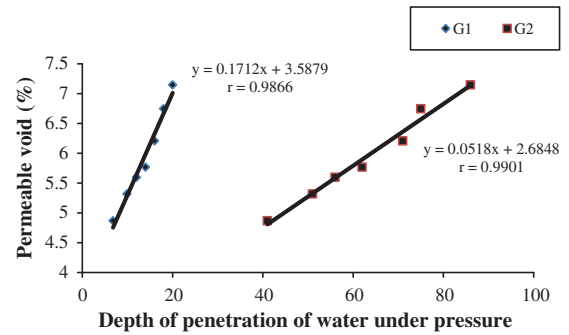 G1 G2
7.5
7
6.5
6
5.5
5
4.5
4
Permeable void (%)
y = 0.1712x + 3.5879
r = 0.9866
y = 0.0518x + 2.6848
r = 0.9901
0 20 40 60 80 100
Depth of penetration of water under pressure